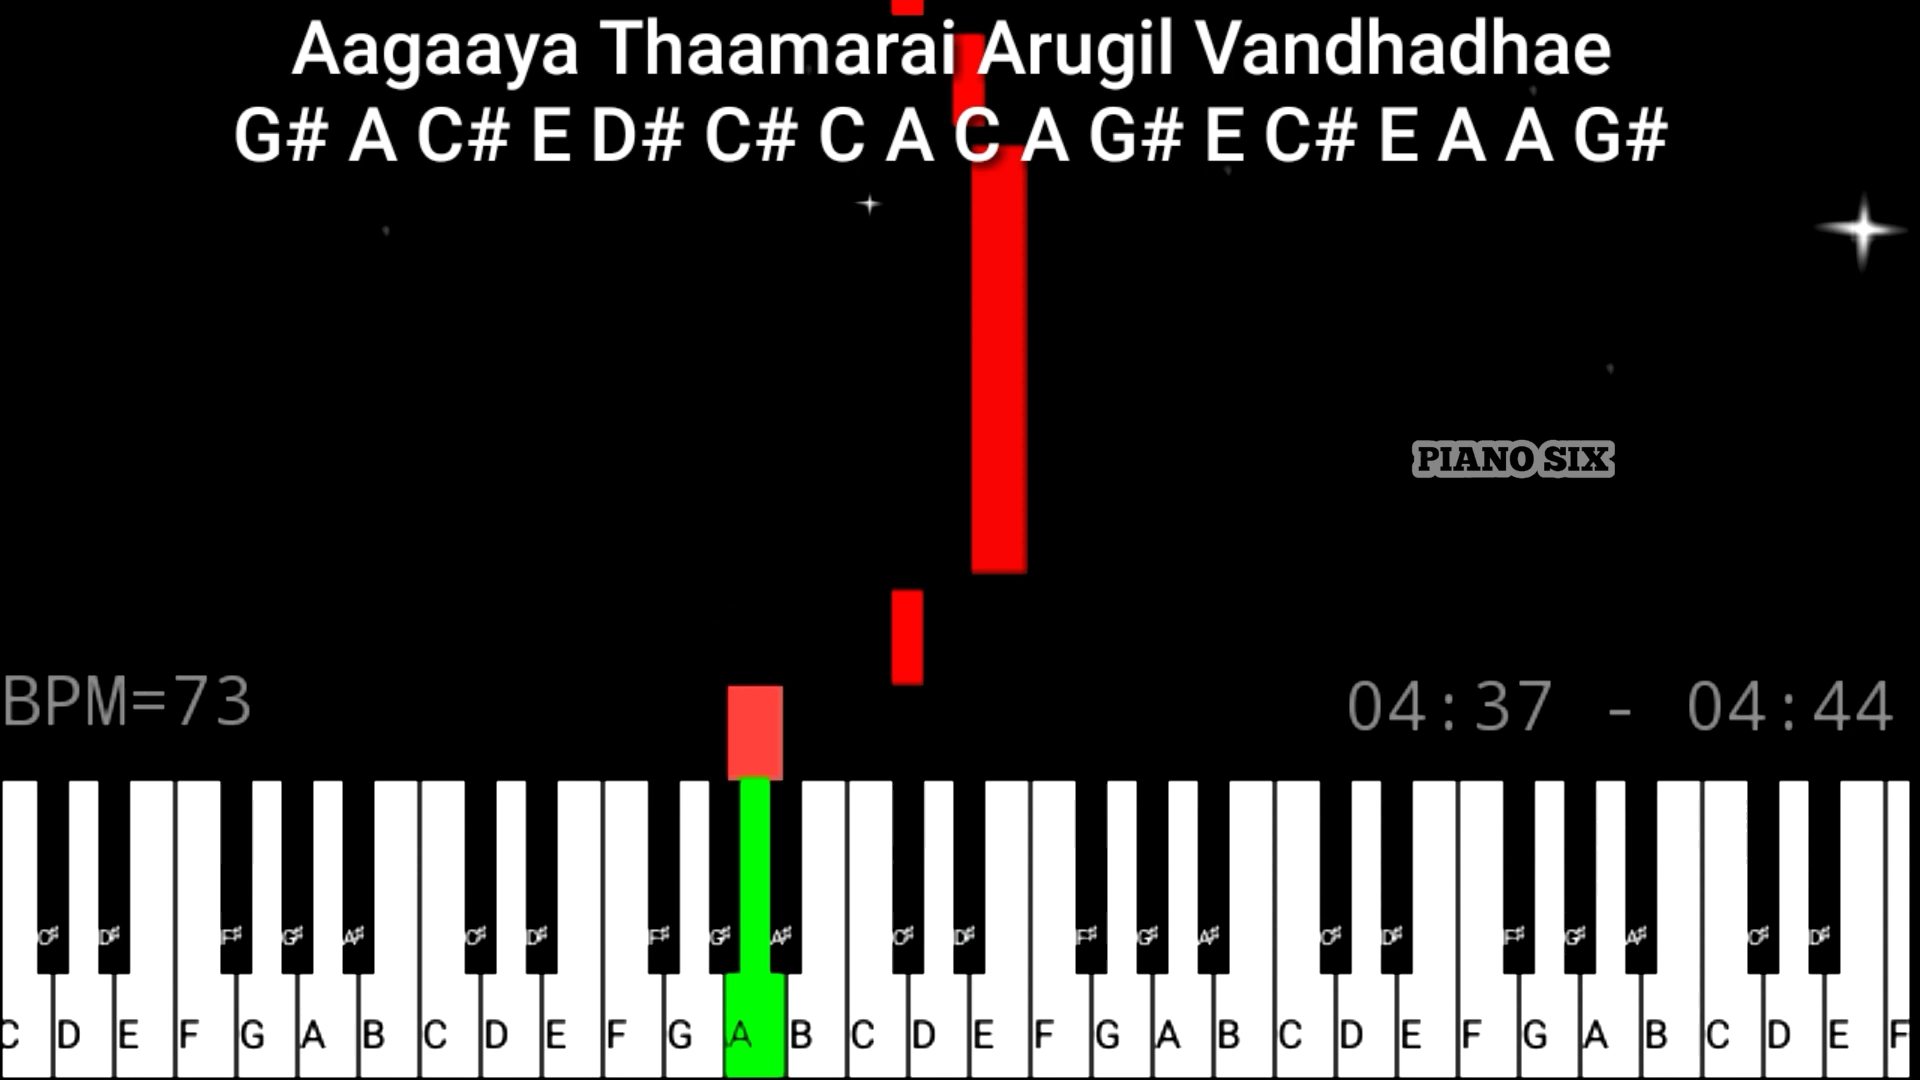 Aagaaya Thaamarai Arugil Vandhadhae
G# A C# E D# C# C A C A G# E C# E A A G#
PIANO SIX
BPM=73
04:37 - 04:44
C# D# F# G# A# C# D# F# G# A# C# D# F# G# A# C# D# F# G# A# C# D#
C D E F G A B C D E F G A B C D E F G A B C D E F G A B C D E F